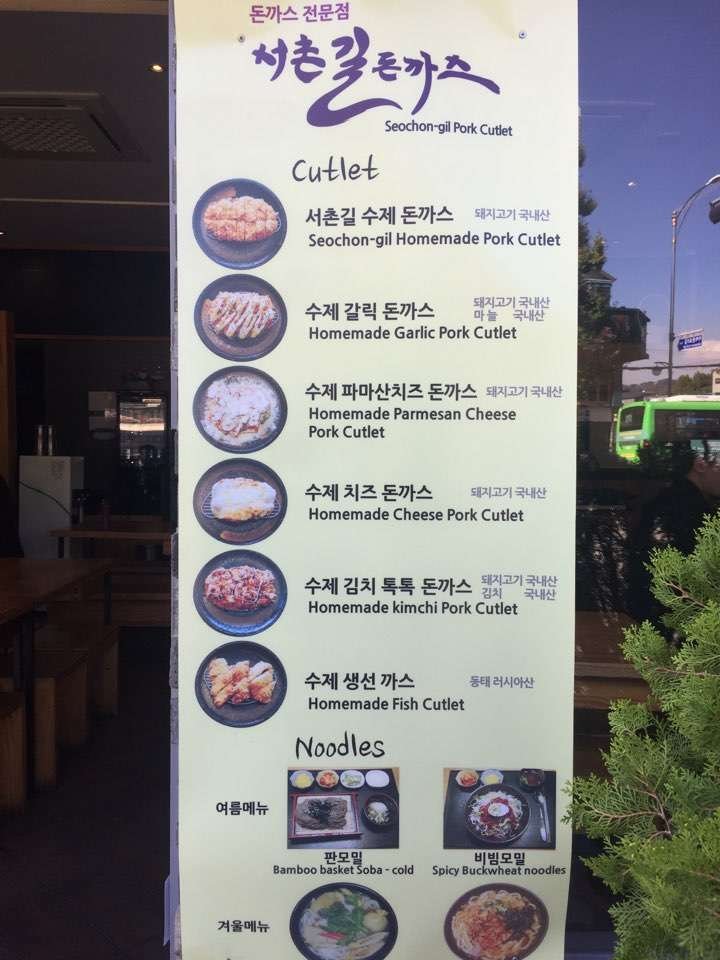 돈까스 전문점
서촌길돈까스
Seochon-gil Pork Cutlet
Cutlet
서촌길 수제 돈까스 돼지고기 국내산
Seochon-gil Homemade Pork Cutlet
수제 갈릭 돈까스 돼지고기 국내산
마늘 국내산
Homemade Garlic Pork Cutlet
수제 파마산치즈 돈까스 돼지고기 국내산
Homemade Parmesan Cheese
Pork Cutlet
수제 치즈 돈까스 돼지고기 국내산
Homemade Cheese Pork Cutlet
수제 김치 톡톡 돈까스 돼지고기 국내산
김치 국내산
Homemade kimchi Pork Cutlet
수제 생선 까스 동태 러시아산
Homemade Fish Cutlet
Noodles
여름메뉴
판모밀 비빔모밀
Bamboo basket Soba - cold Spicy Buckwheat noodles
겨울메뉴